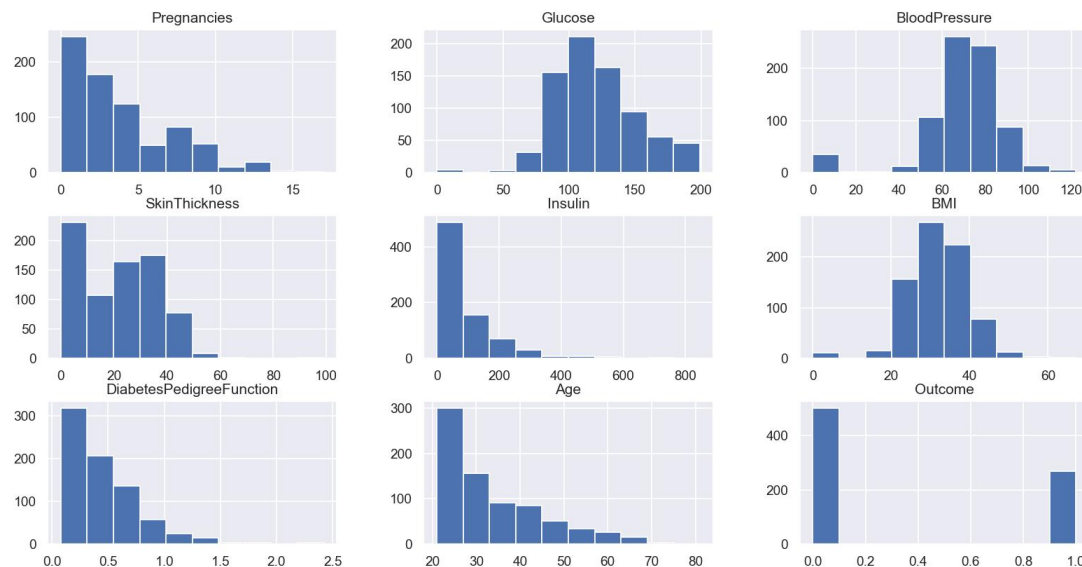 Pregnancies
200
100
0
0 5 10 15
Glucose
200
150
100
50
0
0 50 100 150 200
BloodPressure
200
100
0
0 20 40 60 80 100 120
SkinThickness
200
150
100
50
0
0 20 40 60 80 100
Insulin
400
200
0
0 200 400 600 800
BMI
200
100
0
0 20 40 60
DiabetesPedigreeFunction
300
200
100
0
0.0 0.5 1.0 1.5 2.0 2.5
Age
300
200
100
0
20 30 40 50 60 70 80
Outcome
400
200
0
0.0 0.2 0.4 0.6 0.8 1.0